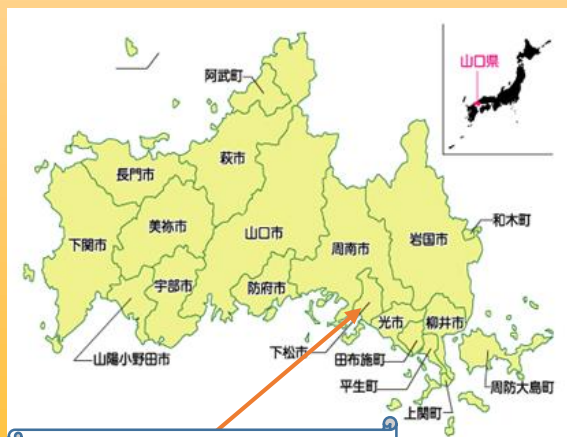 山口県
阿武町
萩市
長門市
美祢市
下関市
山口市
周南市
岩国市
和木町
宇部市
防府市
山陽小野田市
下松市
光市
柳井市
田布施町
平生町
上関町
周防大島町